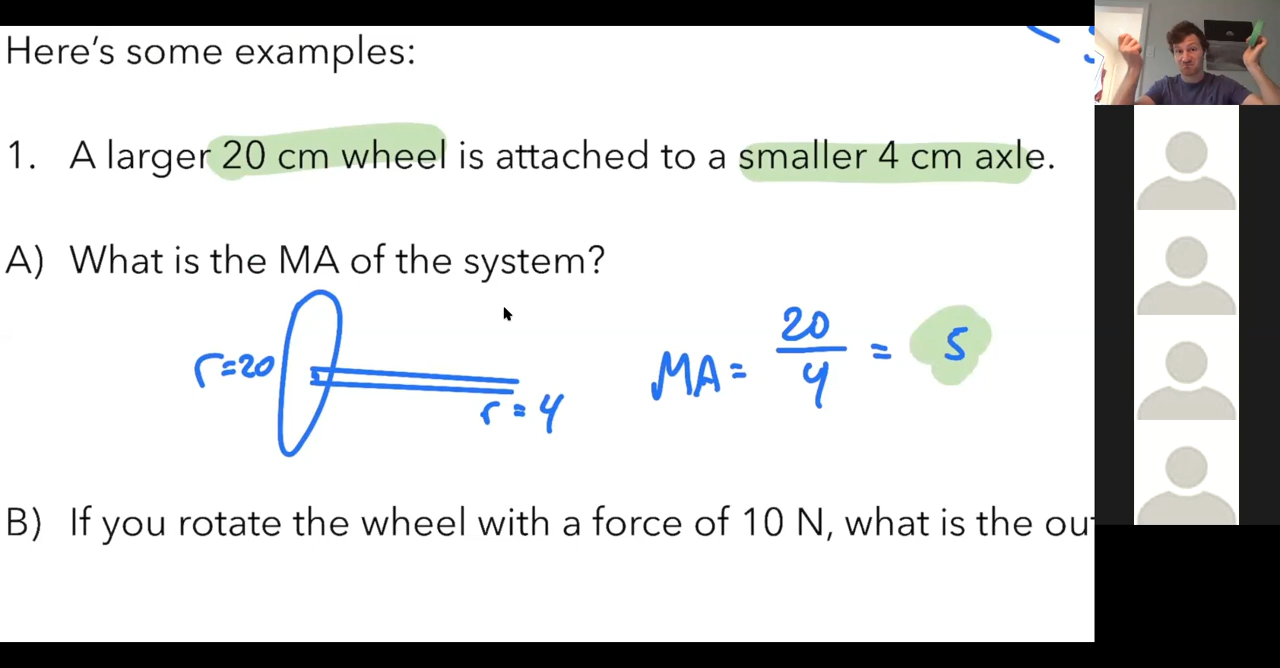 Here's some examples:
1. A larger 20 cm wheel is attached to a smaller 4 cm axle.
A) What is the MA of the system?
r=20
r=4
MA= 20/4 = 5
B) If you rotate the wheel with a force of 10 N, what is the